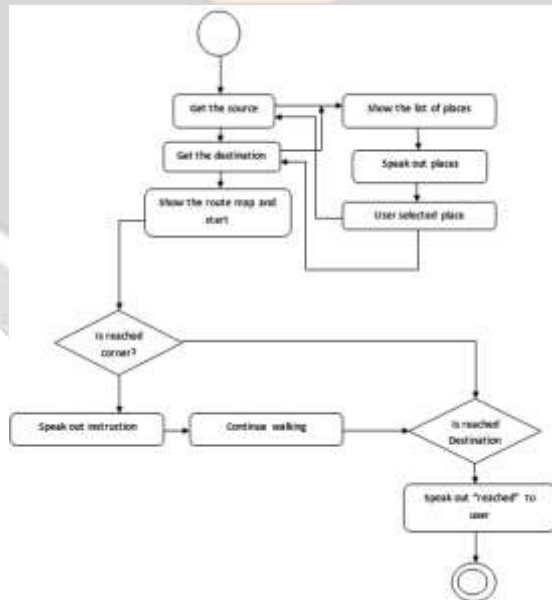 Get the source
Show the list of places
Get the destination
Speak out places
Show the route map and
start
User selected place
Is reached
corner?
Speak out instruction
Continue walking
Is reached
Destination
Speak out "reached" To
user